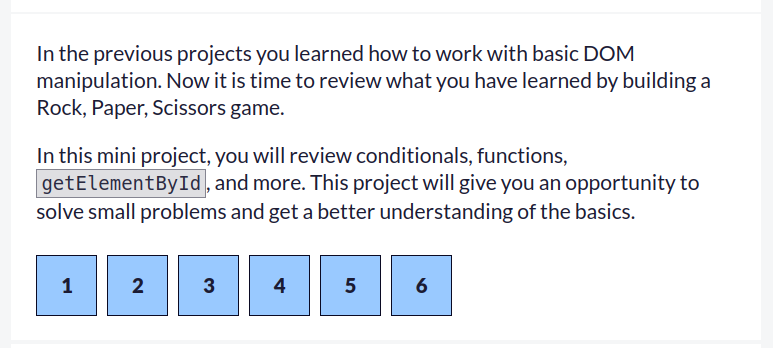 In the previous projects you learned how to work with basic DOM
manipulation. Now it is time to review what you have learned by building a
Rock, Paper, Scissors game.
In this mini project, you will review conditionals, functions,
getElementById, and more. This project will give you an opportunity to
solve small problems and get a better understanding of the basics.
1 2 3 4 5 6